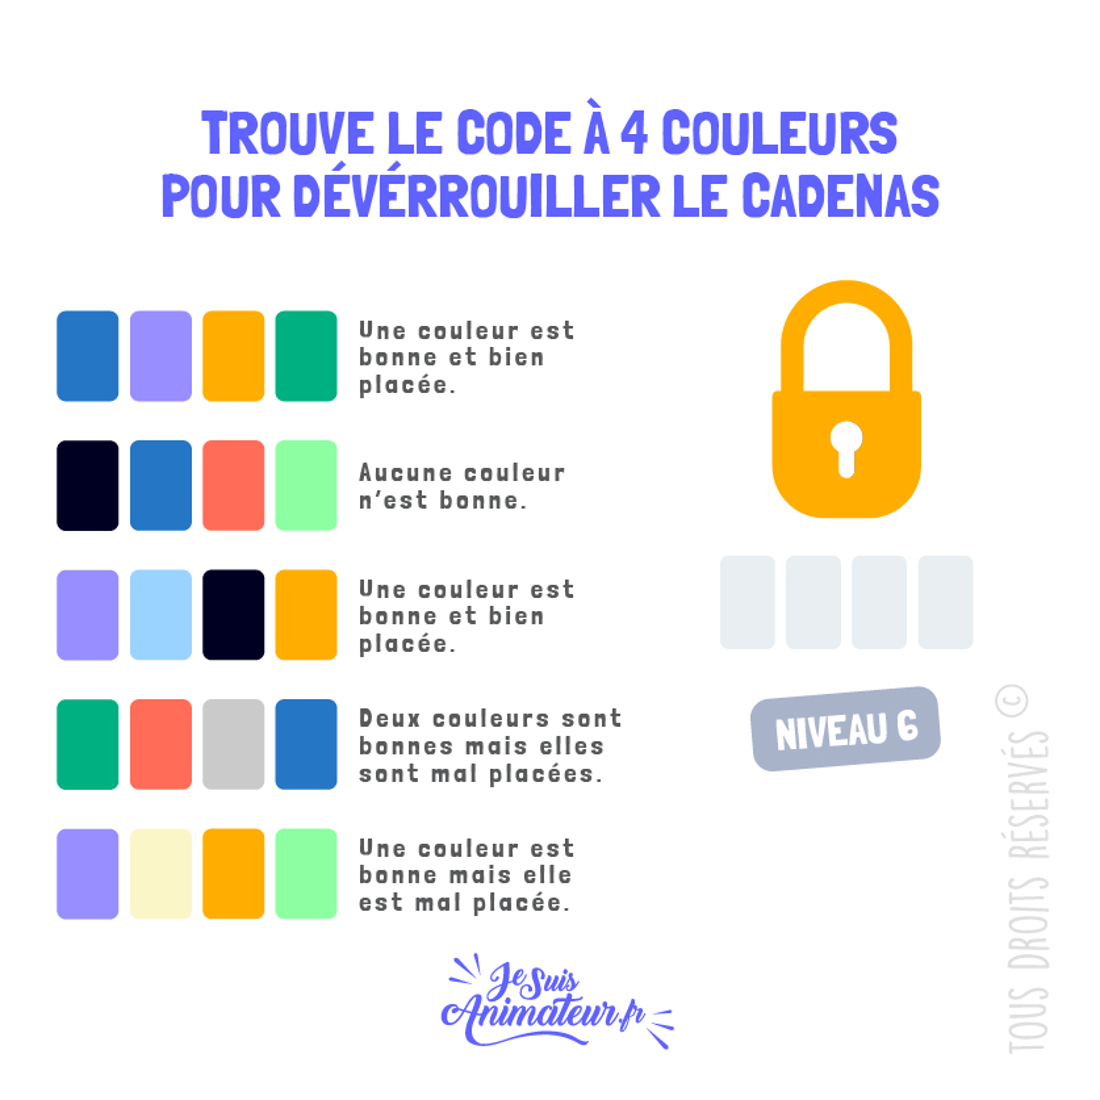 TROUVE LE CODE À 4 COULEURS
POUR DÉVÉRROUILLER LE CADENAS
Une couleur est
bonne et bien
placée.
Aucune couleur
n'est bonne.
Une couleur est
bonne et bien
placée.
Deux couleurs sont
bonnes mais elles
sont mal placées.
Une couleur est
bonne mais elle
est mal placée.
NIVEAU 6
TOUS DROITS RÉSERVÉS ©
Je Suis
Animateur.fr